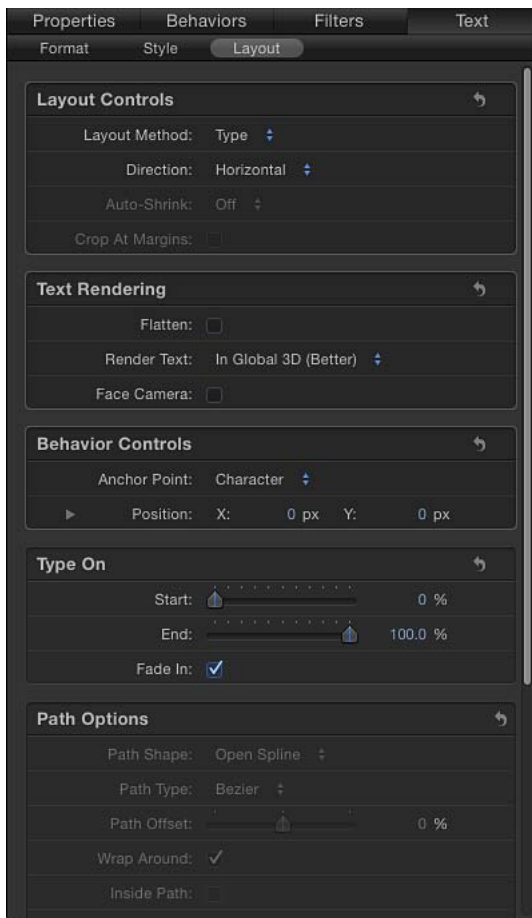 Properties Behaviors Filters Text
Format Style Layout
Layout Controls
Layout Method: Type
Direction: Horizontal
Auto-Shrink: Off
Crop At Margins:
Text Rendering
Flatten:
Render Text: In Global 3D (Better)
Face Camera:
Behavior Controls
Anchor Point: Character
Position: X: 0 px Y: 0 px
Type On
Start: 0 %
End: 100.0 %
Fade In:
Path Options
Path Shape: Open Spline
Path Type: Bezier
Path Offset: 0 %
Wrap Around:
Inside Path: